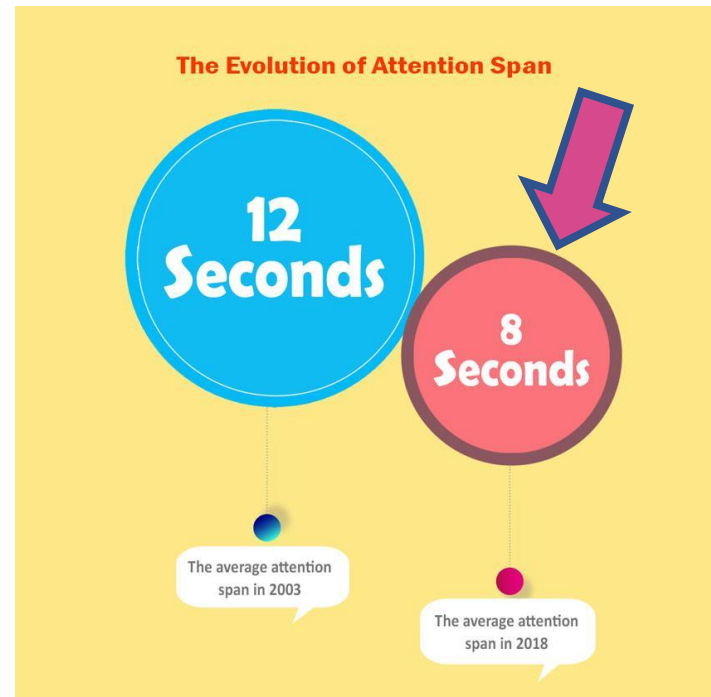 The Evolution of Attention Span
12
Seconds
8
Seconds
The average attention
span in 2003
The average attention
span in 2018